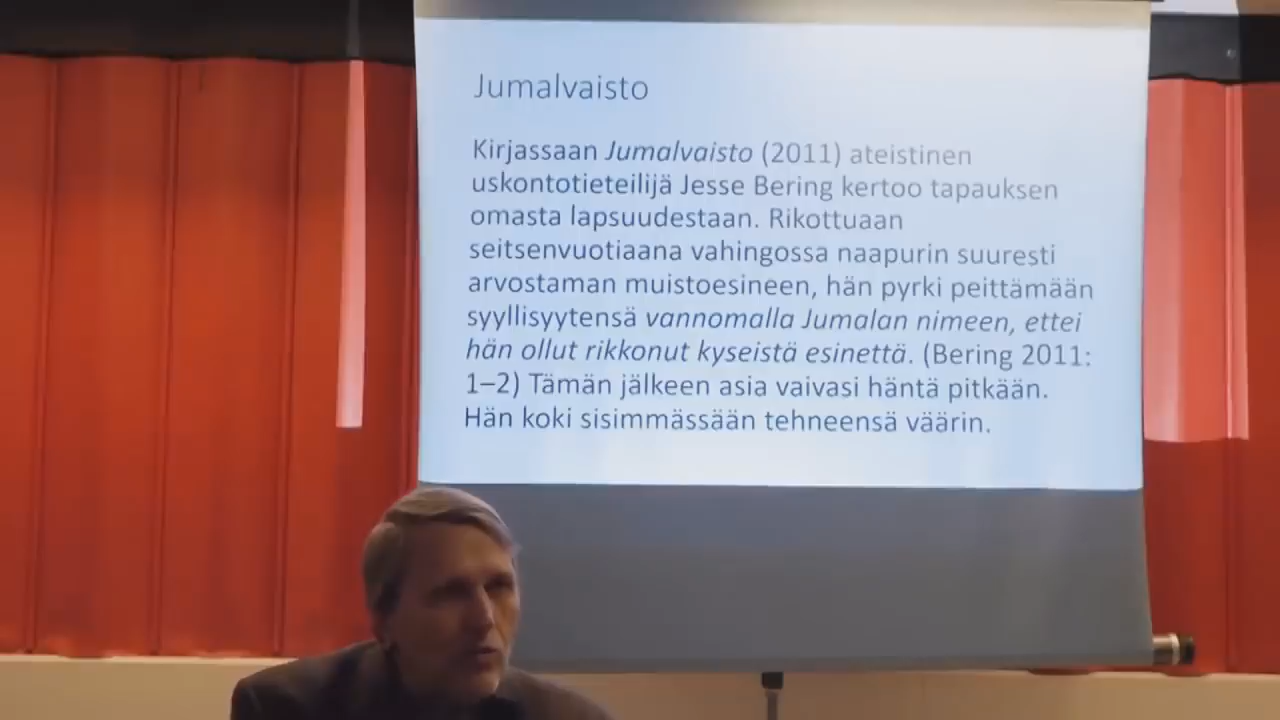 Jumalvaisto
Kirjassaan Jumalvaisto (2011) ateistinen
uskontotieteilijä Jesse Bering kertoo tapauksen
omasta lapsuudestaan. Rikottuaan
seitsenvuotiaana vahingossa naapurin suuresti
arvostaman muistoesineen, hän pyrki peittämään
syyllisyytensä vannomalla Jumalan nimeen, ettei
hän ollut rikkonut kyseistä esinettä. (Bering 2011:
1–2) Tämän jälkeen asia vaivasi häntä pitkään.
Hän koki sisimmässään tehneensä väärin.